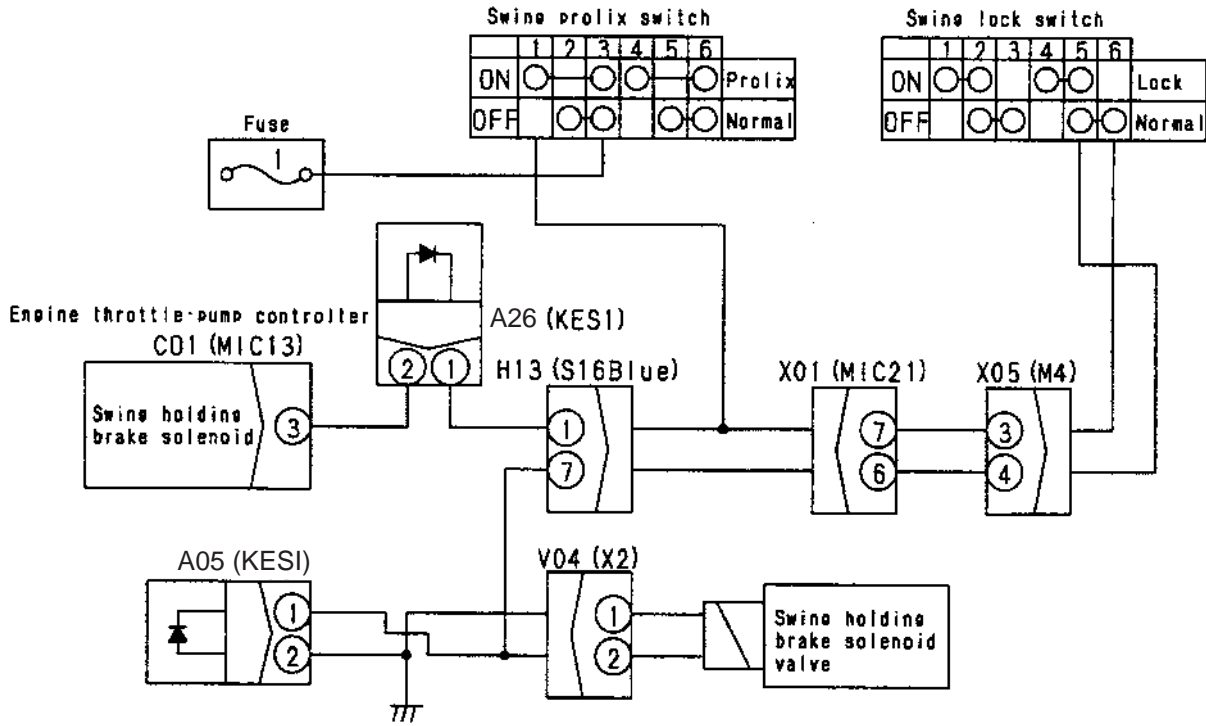 Swing prolix switch
1 2 3 4 5 6
ON Prolix
OFF Normal
Swing lock switch
1 2 3 4 5 6
ON Lock
OFF Normal
Fuse
1
Engine throttle·pump controller
C01 (MIC13)
Swing holding
brake solenoid
3
A26 (KES1)
2 1
H13 (S16Blue)
1
7
X01 (MIC21)
7
6
X05 (M4)
3
4
A05 (KESI)
1
2
V04 (X2)
1
2
Swing holding
brake solenoid
valve